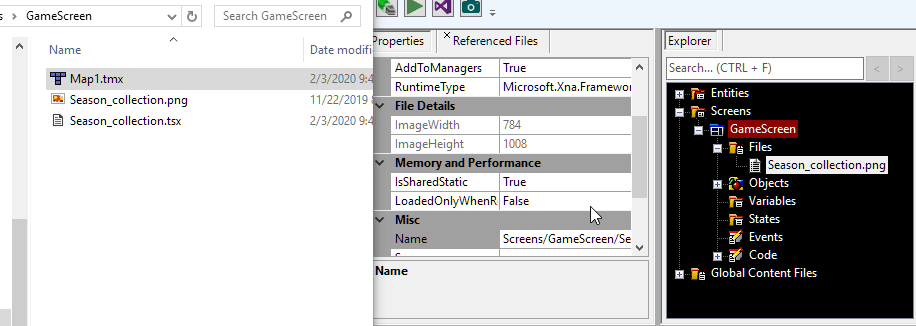 GameScreen
Search GameScreen
Name
Date modifi
Map1.tmx
2/3/2020 9:4
Season_collection.png
11/22/2019 8
Season_collection.tsx
2/3/2020 9:4
Properties
Referenced Files
AddToManagers
True
RuntimeType
Microsoft.Xna.Framewor
File Details
ImageWidth
784
ImageHeight
1008
Memory and Performance
IsSharedStatic
True
LoadedOnlyWhenR
False
Misc
Name
Screens/GameScreen/Se
Name
Explorer
Search... (CTRL + F)
<
>
Entities
Screens
GameScreen
Files
Season_collection.png
Objects
Variables
States
Events
Code
Global Content Files